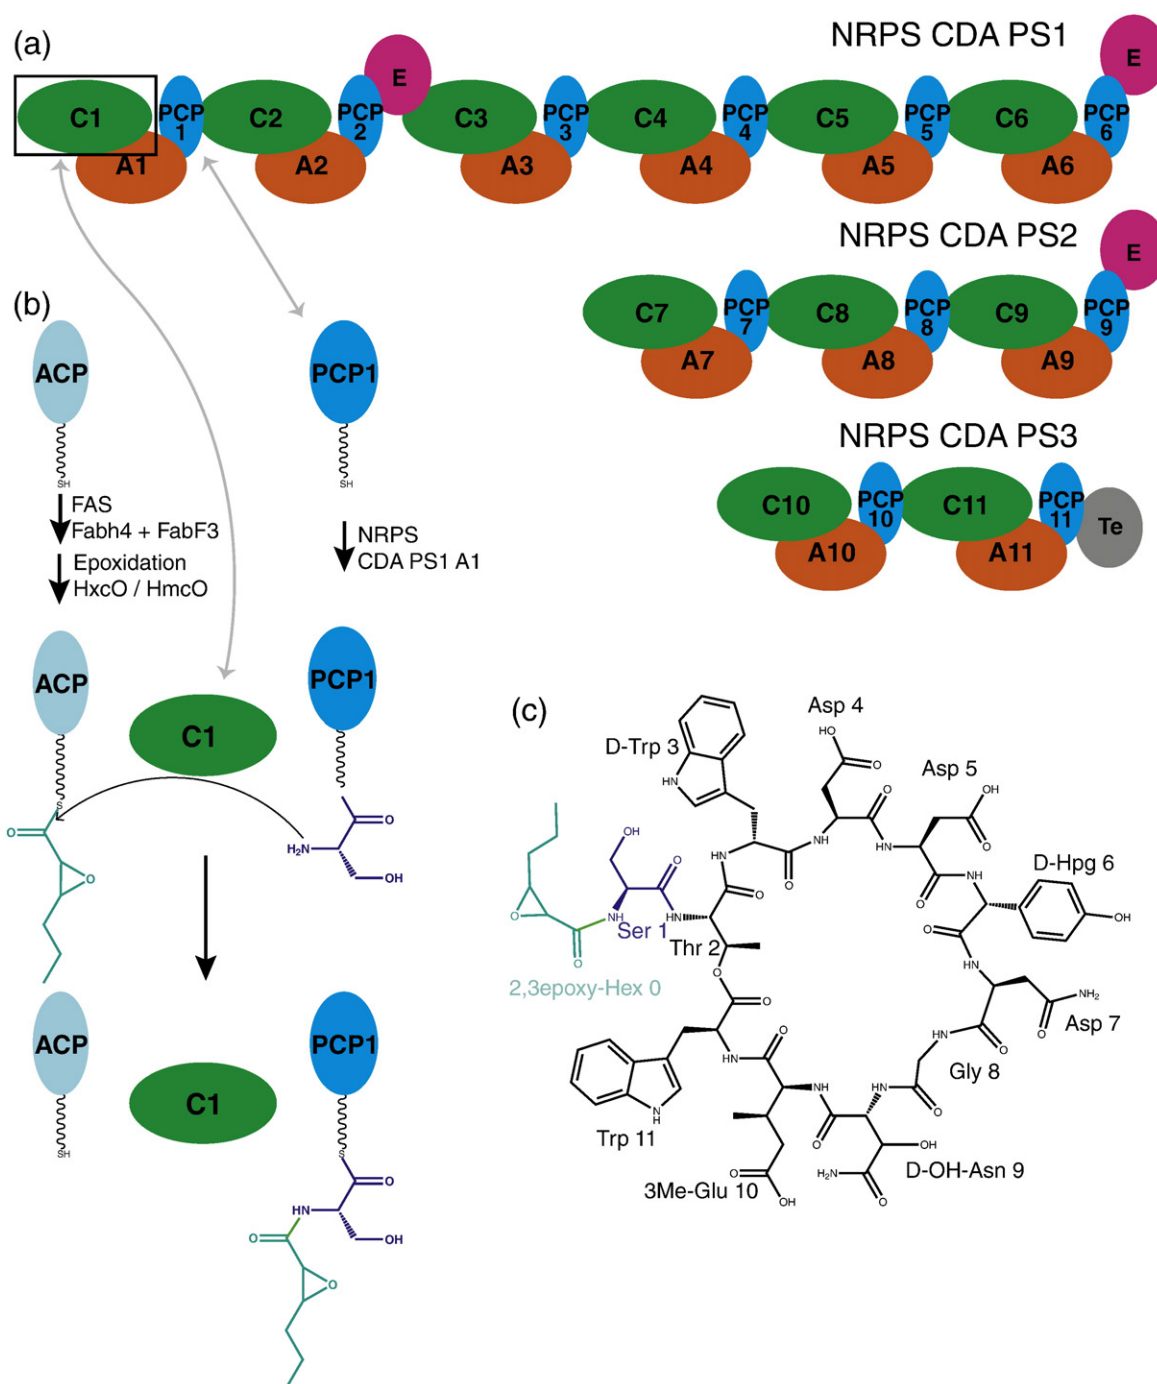 (a)
NRPS CDA PS1
E
E
C1
PCP
1
C2
PCP
2
C3
PCP
3
C4
PCP
4
C5
PCP
5
C6
PCP
6
A1
A2
A3
A4
A5
A6
NRPS CDA PS2
E
C7
PCP
7
C8
PCP
8
C9
PCP
9
A7
A8
A9
NRPS CDA PS3
C10
PCP
10
C11
PCP
11
Te
A10
A11
(b)
ACP
PCP1
SH
SH
FAS
Fabh4 + FabF3
Epoxidation
HxcO / HmcO
NRPS
CDA PS1 A1
ACP
PCP1
C1
S
O
O
O
H₂N
OH
ACP
PCP1
C1
SH
S
O
HN
OH
O
O
(c)
D-Trp 3
Asp 4
Asp 5
D-Hpg 6
Asp 7
Gly 8
D-OH-Asn 9
3Me-Glu 10
Trp 11
Thr 2
Ser 1
2,3epoxy-Hex 0
HO
O
OH
O
HN
OH
O
NH
O
O
NH
O
HN
O
HN
NH
O
OH
O
NH
O
HN
O
O
NH₂
O
O
NH
O
HN
O
OH
H₂N
O
NH
O
NH
O
OH
N
H
O
O